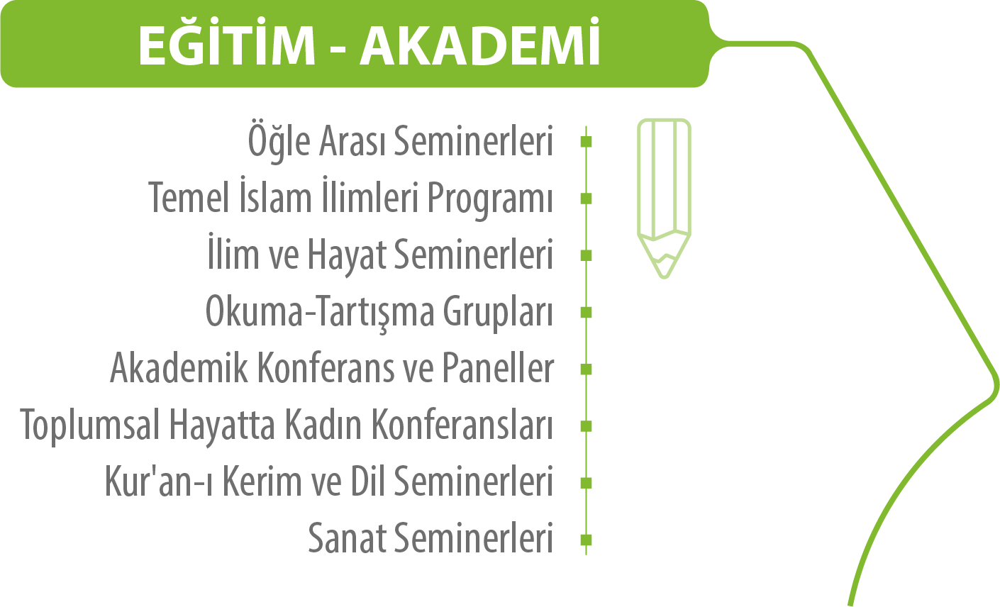 EĞİTİM - AKADEMİ
Öğle Arası Seminerleri
Temel İslam İlimleri Programı
İlim ve Hayat Seminerleri
Okuma-Tartışma Grupları
Akademik Konferans ve Paneller
Toplumsal Hayatta Kadın Konferansları
Kur'an-ı Kerim ve Dil Seminerleri
Sanat Seminerleri